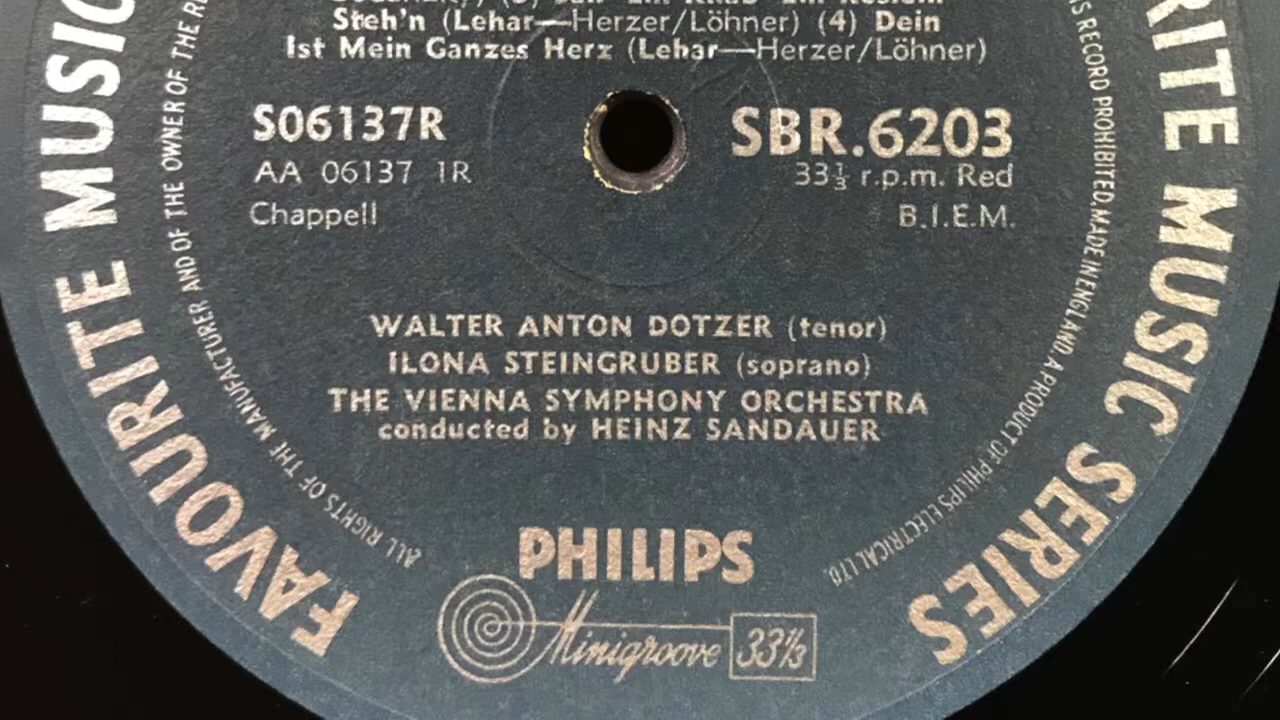 Steh'n (Lehar—Herzer/Löhner) (4) Dein
Ist Mein Ganzes Herz (Lehar—Herzer/Löhner)
S06137R
AA 06137 1R
Chappell
SBR.6203
33⅓ r.p.m. Red
B.I.E.M.
WALTER ANTON DOTZER (tenor)
ILONA STEINGRUBER (soprano)
THE VIENNA SYMPHONY ORCHESTRA
conducted by HEINZ SANDAUER
PHILIPS
Minigroove 33⅓
FAVOURITE MUSIC
MUSIC SERIES
ALL RIGHTS OF THE MANUFACTURER AND OF THE OWNER OF THE
RECORD PROHIBITED. MADE IN ENGLAND. A PRODUCT OF PHILIPS ELECTRICAL LTD.